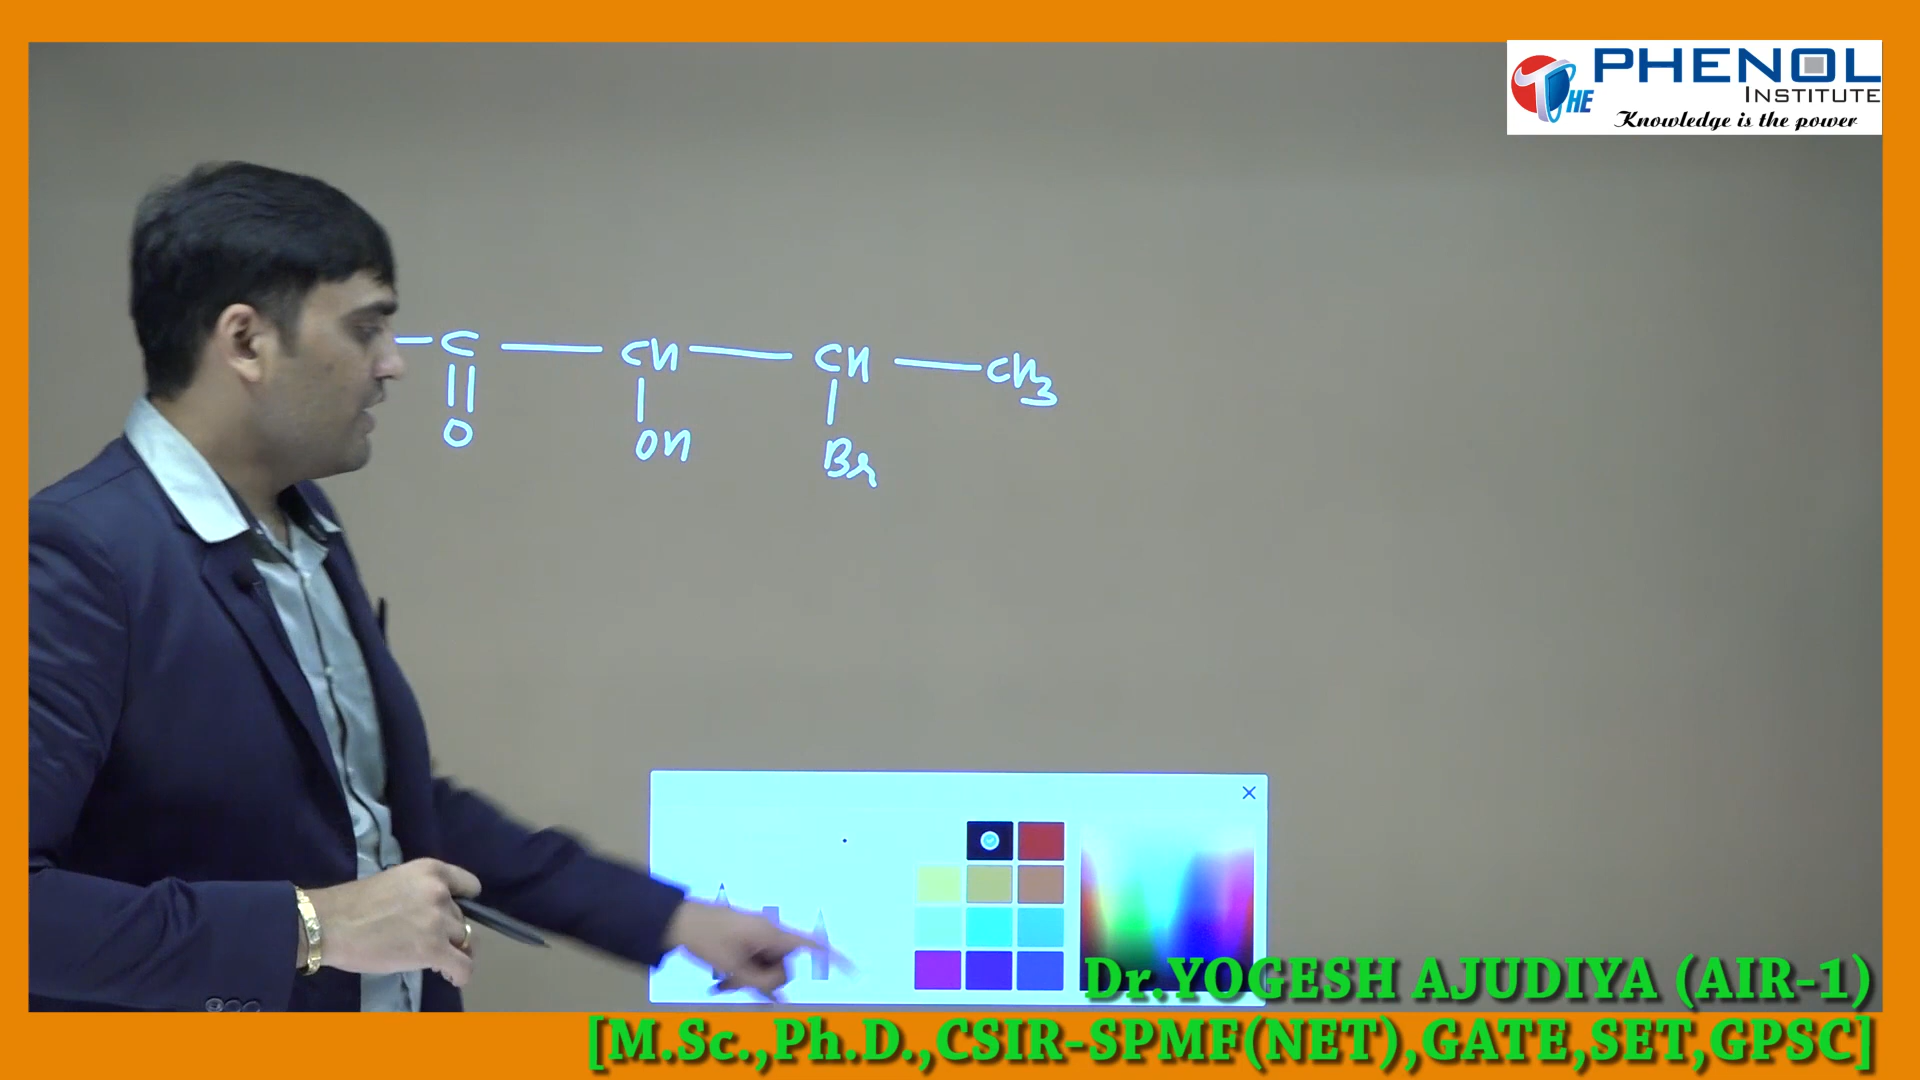 THE PHENOL
INSTITUTE
Knowledge is the power
—C — CH — CH — CH3
O OH Br
Dr.YOGESH AJUDIYA (AIR-1)
[M.Sc.,Ph.D.,CSIR-SPMF(NET),GATE,SET,GPSC]